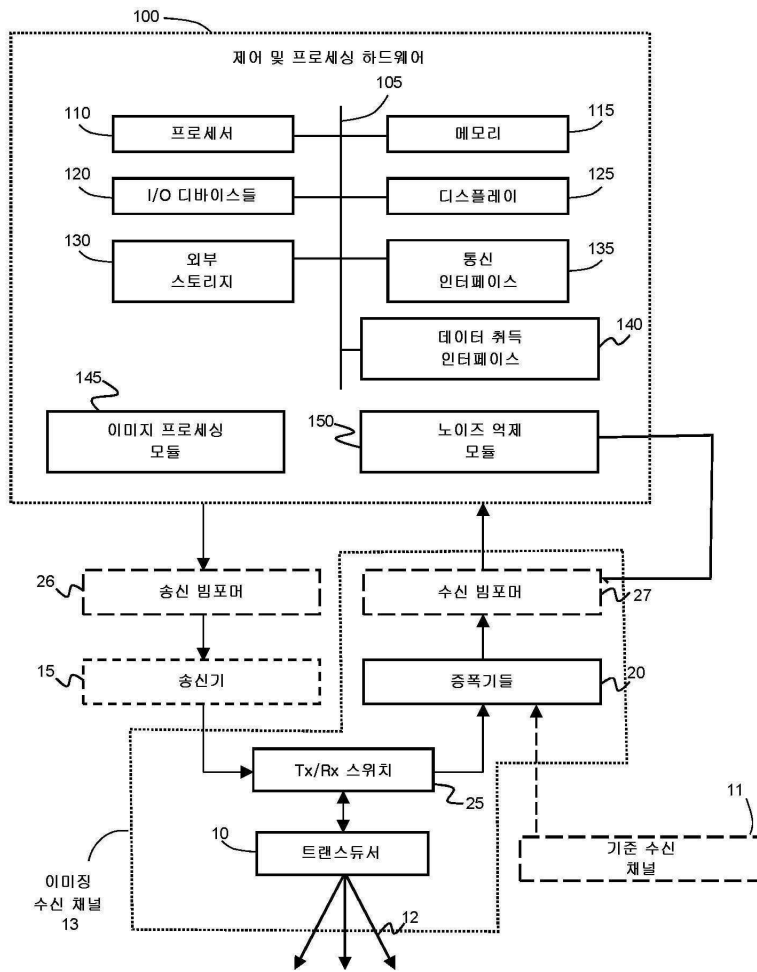 100
제어 및 프로세싱 하드웨어
105
110
프로세서
메모리
115
120
I/O 디바이스들
디스플레이
125
130
외부
스토리지
통신
인터페이스
135
데이터 취득
인터페이스
140
145
이미지 프로세싱
모듈
150
노이즈 억제
모듈
26
송신 빔포머
수신 빔포머
27
15
송신기
증폭기들
20
Tx/Rx 스위치
25
11
기준 수신
채널
10
트랜스듀서
이미징
수신 채널
13
12